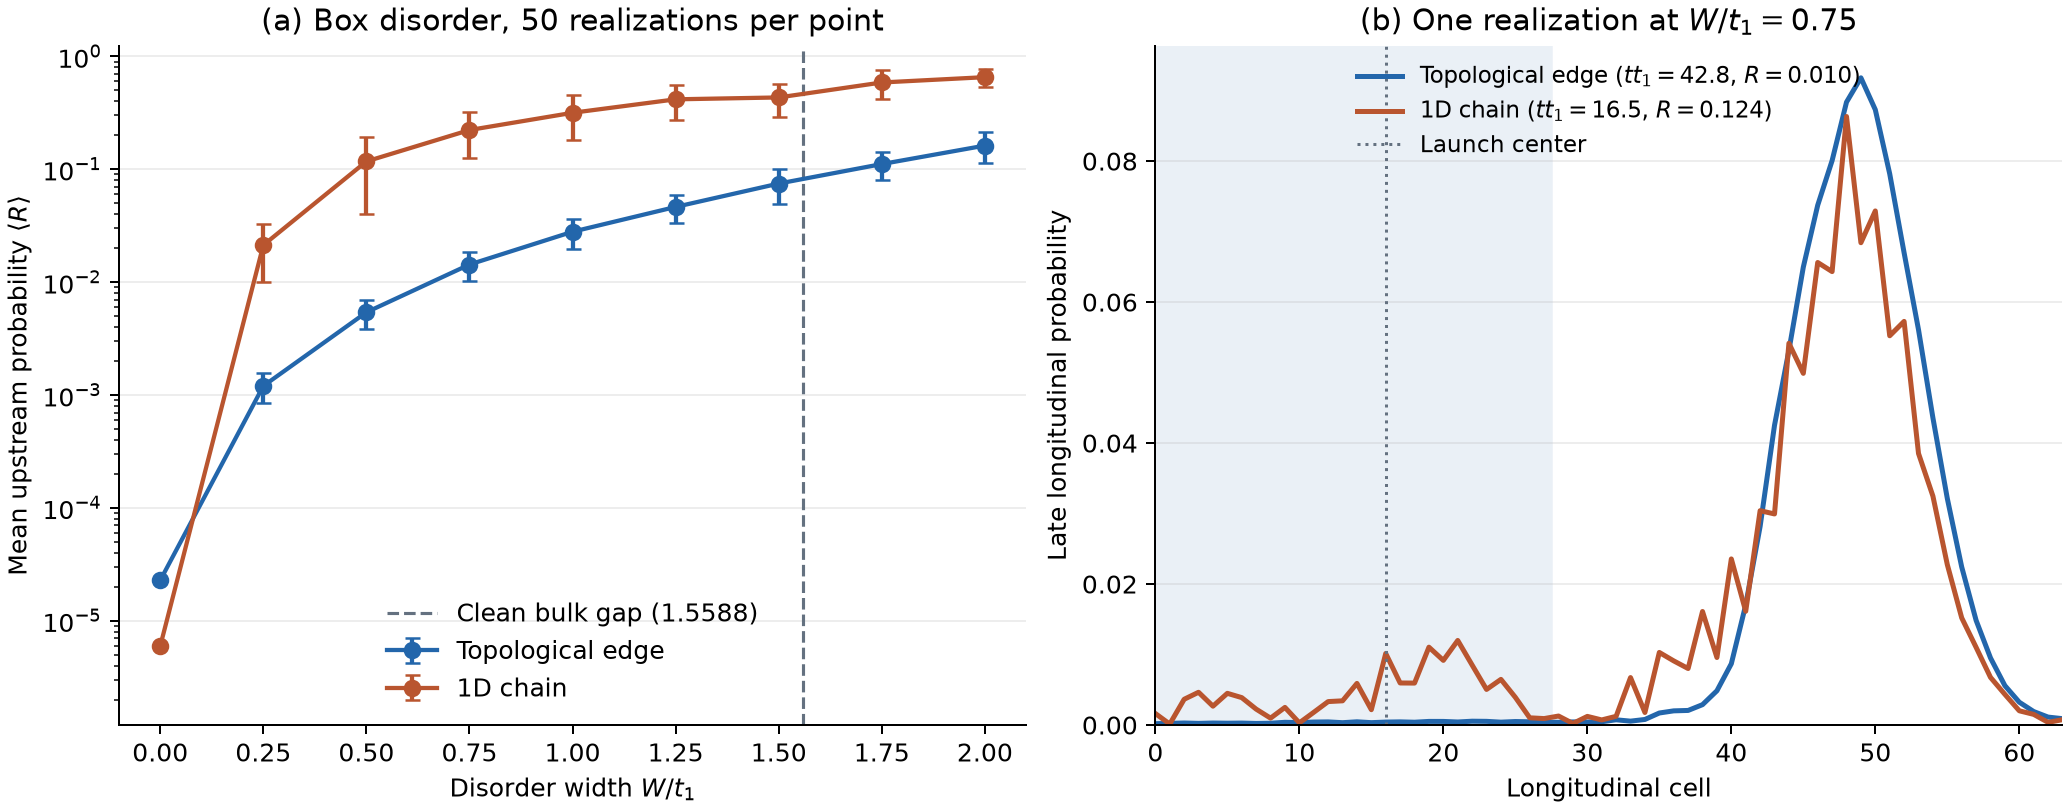 (a) Box disorder, 50 realizations per point
Mean upstream probability ⟨R⟩
10⁰
10⁻¹
10⁻²
10⁻³
10⁻⁴
10⁻⁵
Clean bulk gap (1.5588)
Topological edge
1D chain
0.00 0.25 0.50 0.75 1.00 1.25 1.50 1.75 2.00
Disorder width W/t₁
(b) One realization at W/t₁ = 0.75
Late longitudinal probability
Topological edge (tt₁ = 42.8, R = 0.010)
1D chain (tt₁ = 16.5, R = 0.124)
Launch center
0.08
0.06
0.04
0.02
0.00
0 10 20 30 40 50 60
Longitudinal cell